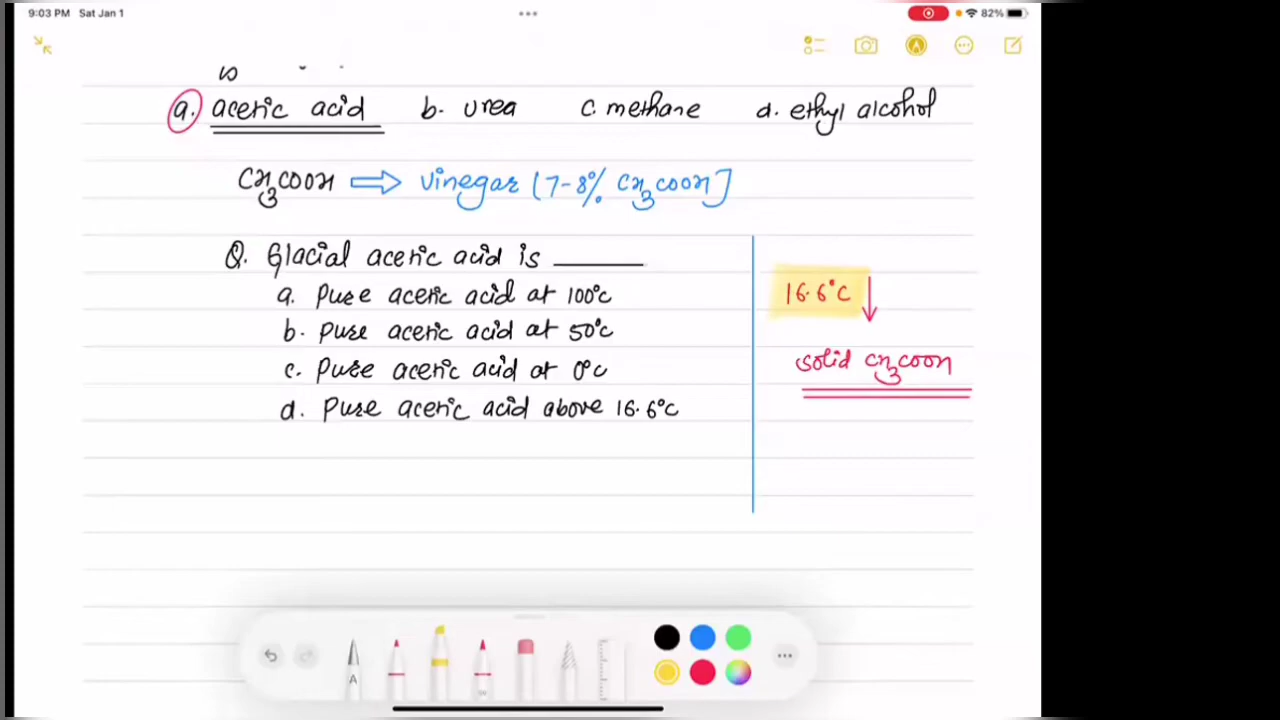 9:03 PM Sat Jan 1
82%
is
a. acetic acid b. urea c. methane d. ethyl alcohol
CH3COOH ⇒ vinegar [7-8% CH3COOH]
Q. Glacial acetic acid is ______
a. Pure acetic acid at 100°C
b. Pure acetic acid at 50°C
c. Pure acetic acid at 0°C
d. Pure acetic acid above 16.6°C
16.6°C ↓
solid CH3COOH
A